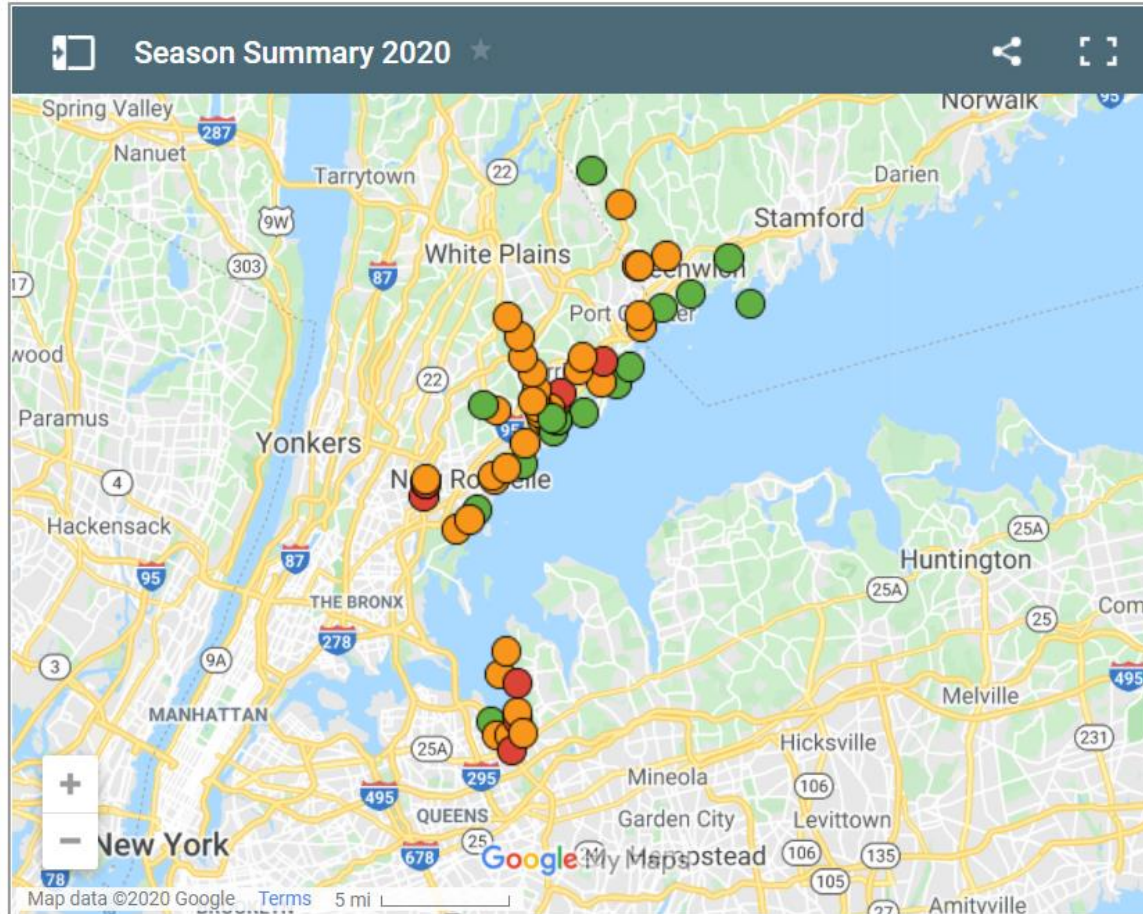 Season Summary 2020
Spring Valley
Norwalk
95
287
Nanuet
Tarrytown
22
Darien
9W
Stamford
White Plains
303
87
17
Port
wood
22
Paramus
95
Yonkers
4
Hackensack
25A
87
Huntington
95
THE BRONX
25A
Com
278
25
3
9A
495
Melville
MANHATTAN
231
25A
Hicksville
295
Mineola
106
495
QUEENS
Garden City
Levittown
25
New York
678
Google My Maps
106
135
78
105
Map data ©2020 Google
Terms
5 mi
27
Amityville